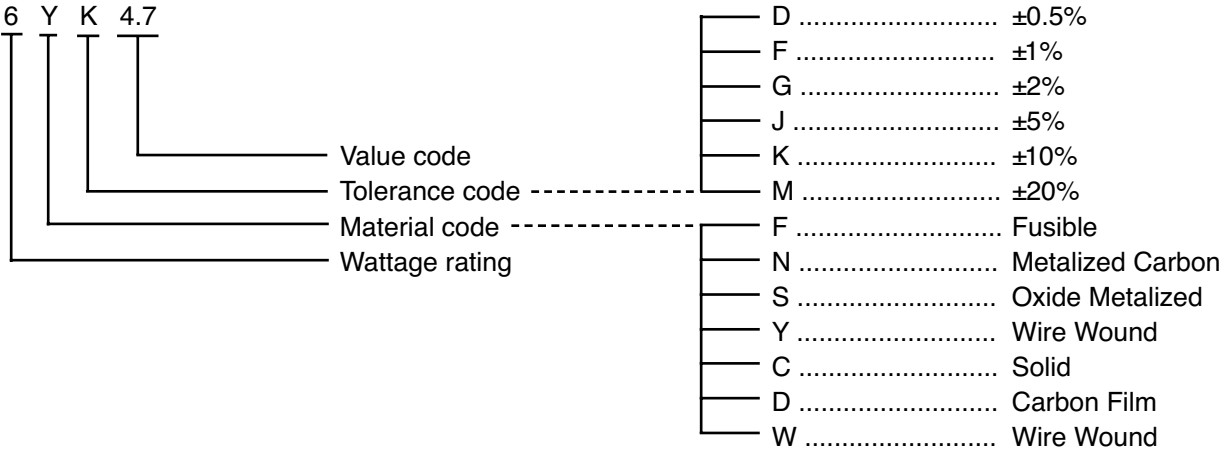 6 Y K 4.7
Value code
Tolerance code
Material code
Wattage rating
D ............................ ±0.5%
F ............................ ±1%
G ............................ ±2%
J ............................ ±5%
K ............................ ±10%
M ............................ ±20%
F ............................ Fusible
N ............................ Metalized Carbon
S ............................ Oxide Metalized
Y ............................ Wire Wound
C ............................ Solid
D ............................ Carbon Film
W ........................... Wire Wound